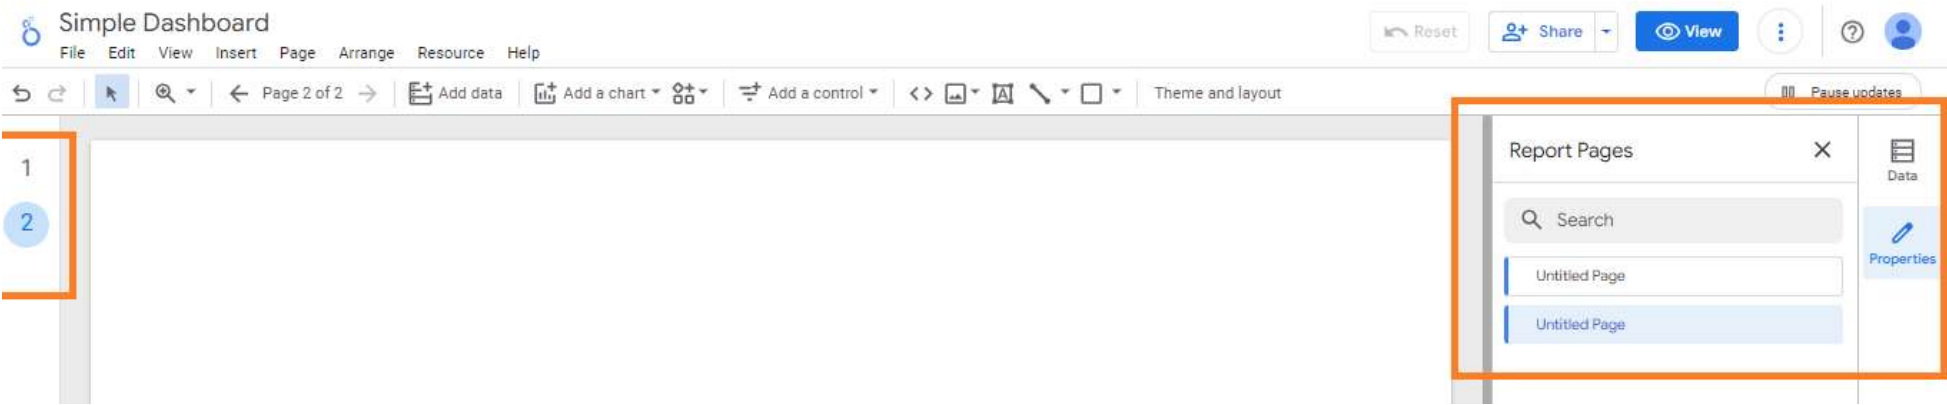 Simple Dashboard
File Edit View Insert Page Arrange Resource Help
Reset Share View
Page 2 of 2 Add data Add a chart Add a control Theme and layout Pause updates
1
2
Report Pages
Search
Untitled Page
Untitled Page
Data
Properties